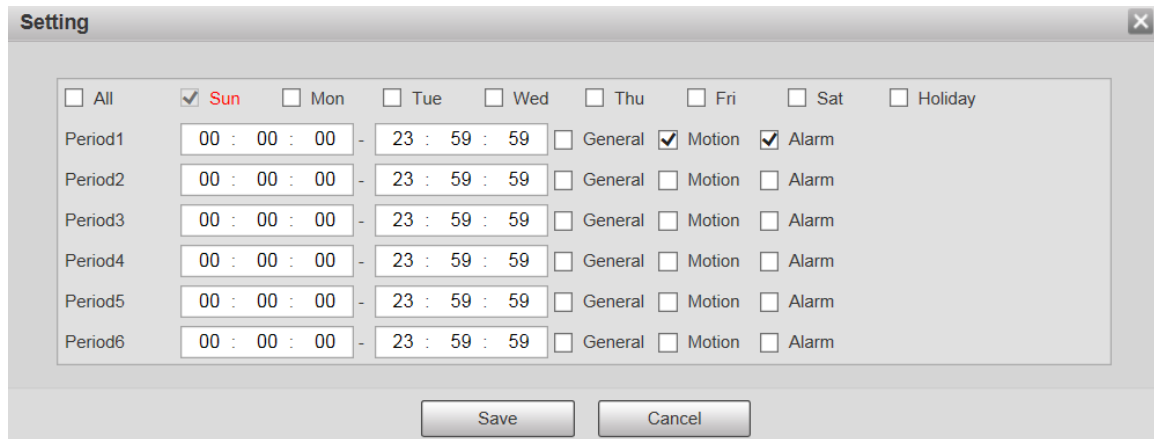 Setting
All Sun Mon Tue Wed Thu Fri Sat Holiday
Period1 00 : 00 : 00 - 23 : 59 : 59 General Motion Alarm
Period2 00 : 00 : 00 - 23 : 59 : 59 General Motion Alarm
Period3 00 : 00 : 00 - 23 : 59 : 59 General Motion Alarm
Period4 00 : 00 : 00 - 23 : 59 : 59 General Motion Alarm
Period5 00 : 00 : 00 - 23 : 59 : 59 General Motion Alarm
Period6 00 : 00 : 00 - 23 : 59 : 59 General Motion Alarm
Save Cancel